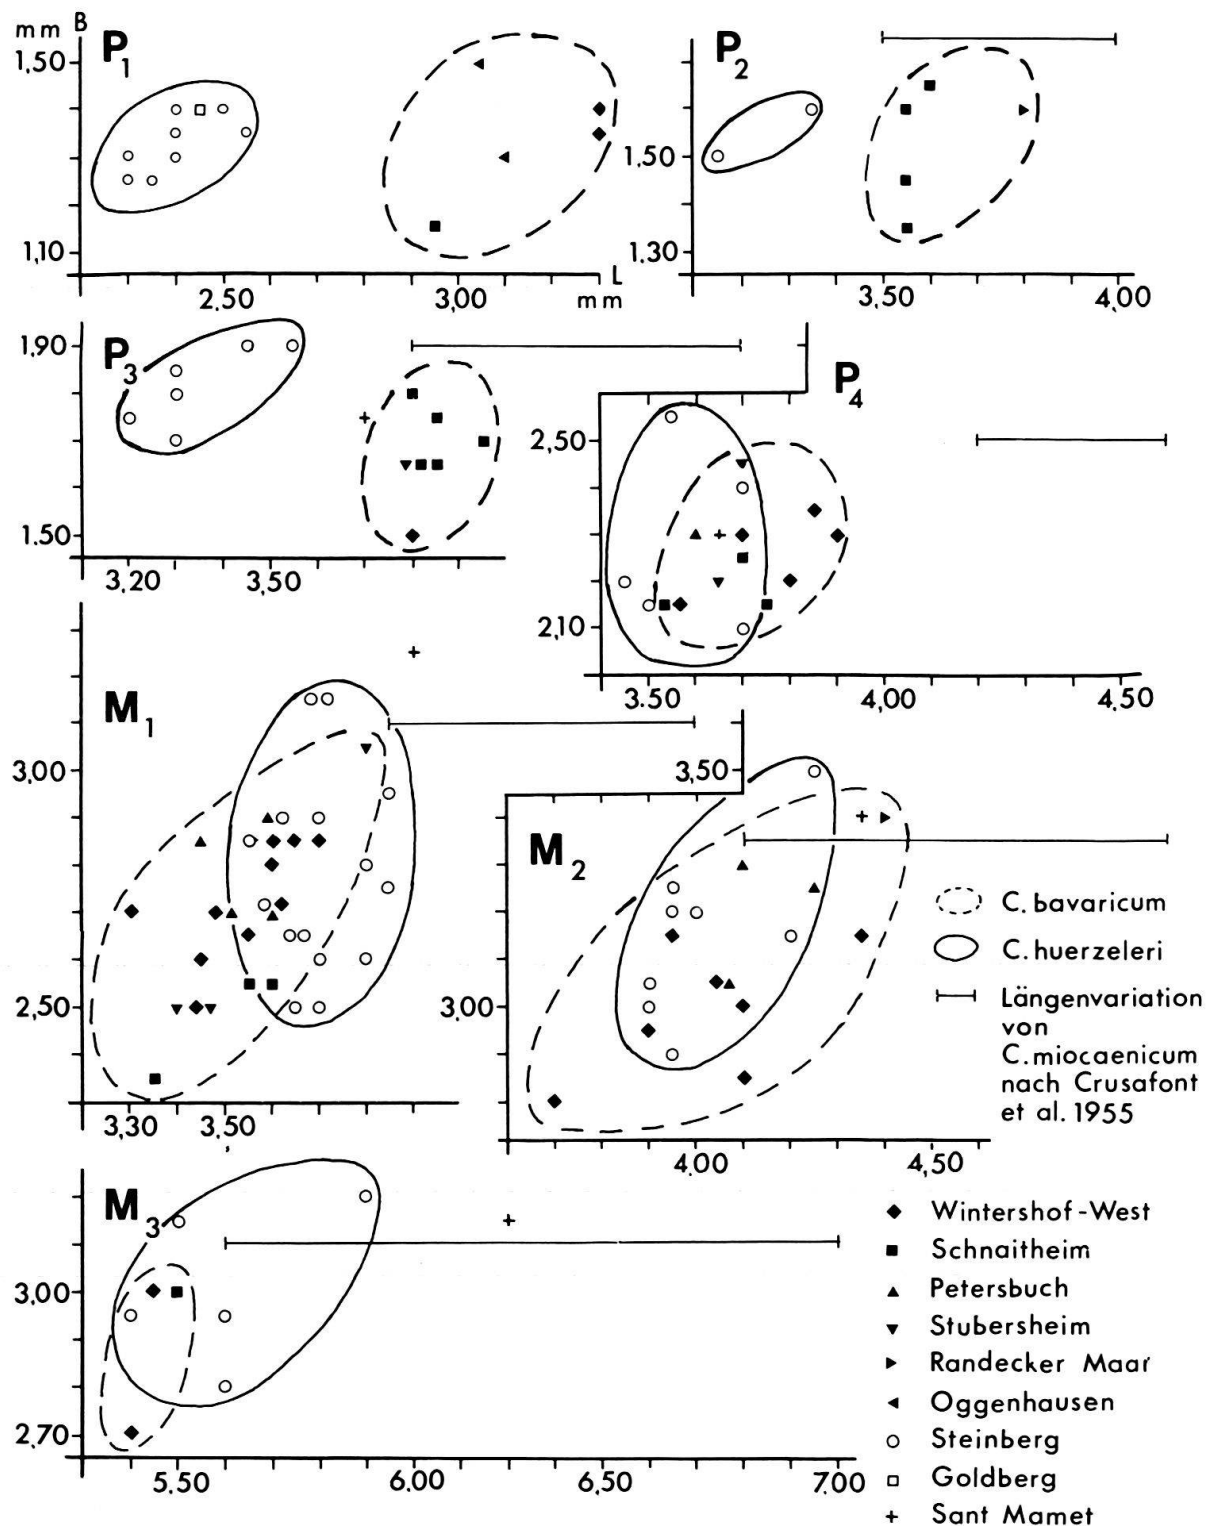 mm B
P1
1,50
1,10
2,50
3,00
L
mm
P2
1,50
1,30
3,50
4,00
P3
1,90
1,50
3,20
3,50
P4
2,50
2,10
3,50
4,00
4,50
M1
3,00
2,50
3,30
3,50
M2
3,50
3,00
4,00
4,50
C. bavaricum
C. huerzeleri
Längenvariation
von
C. miocaenicum
nach Crusafont
et al. 1955
M3
3,00
2,70
5,50
6,00
6,50
7,00
Wintershof-West
Schnaitheim
Petersbuch
Stubersheim
Randecker Maar
Oggenhausen
Steinberg
Goldberg
Sant Mamet